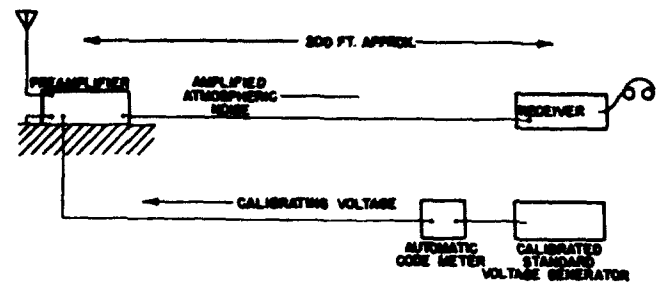 200 FT. APPROX.
PREAMPLIFIER
AMPLIFIED
ATMOSPHERIC
NOISE
RECEIVER
CALIBRATING VOLTAGE
AUTOMATIC
CODE METER
CALIBRATED
STANDARD
VOLTAGE GENERATOR